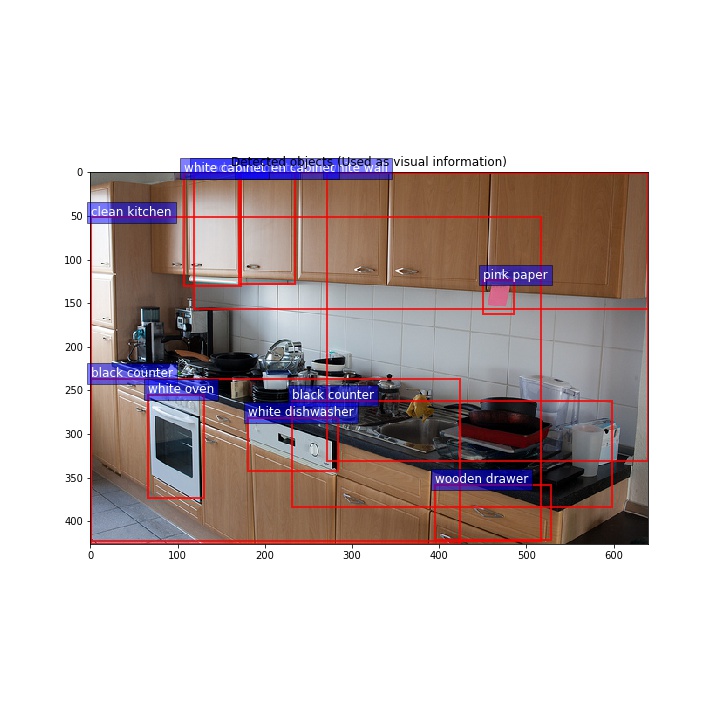 Detected objects (Used as visual information)
white cabinet cabinet wall
0
50
clean kitchen
100
pink paper
150
200
black counter
250
white oven
black counter
white dishwasher
300
350
wooden drawer
400
0 100 200 300 400 500 600